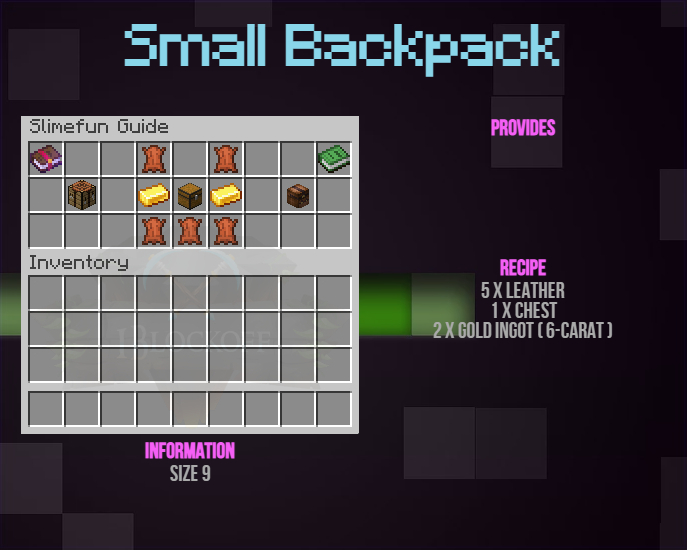 Small Backpack
Slimefun Guide
PROVIDES
Inventory
RECIPE
5 X LEATHER
1 X CHEST
2 X GOLD INGOT ( 6-CARAT )
IBLOCKOFF
INFORMATION
SIZE 9